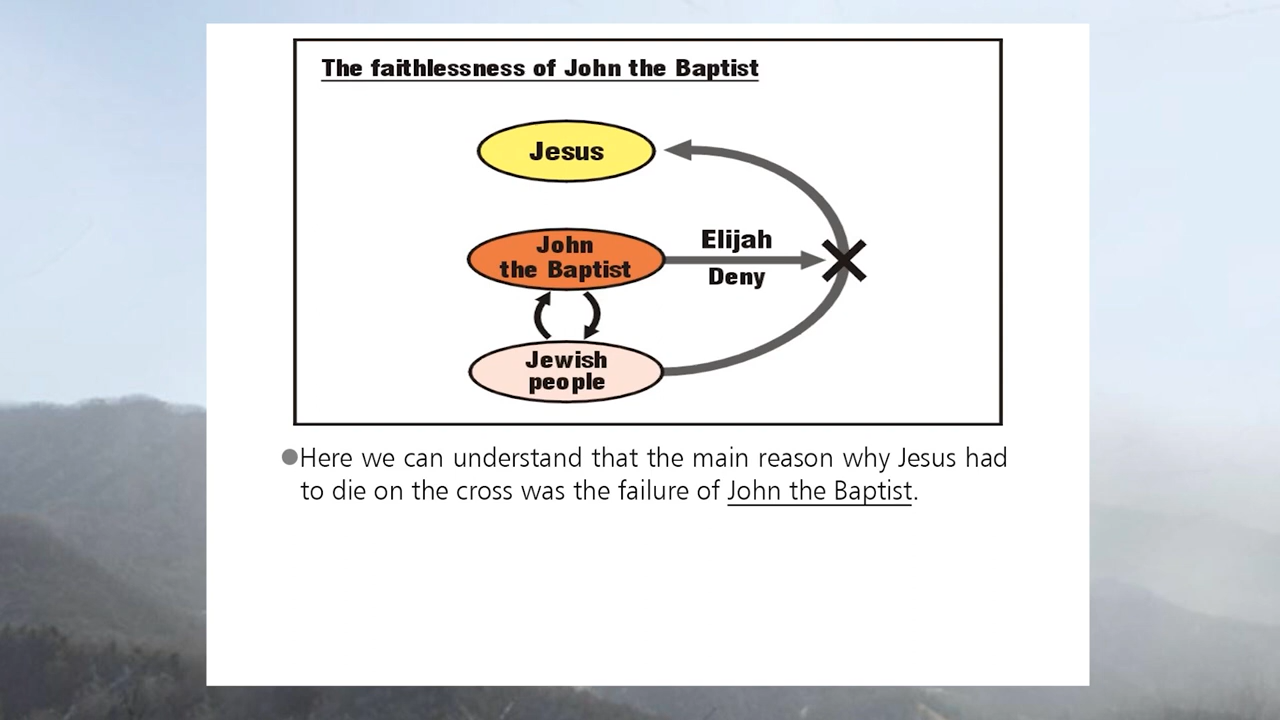 The faithlessness of John the Baptist
Jesus
John
the Baptist
Elijah
Deny
Jewish
people
●Here we can understand that the main reason why Jesus had
to die on the cross was the failure of John the Baptist.